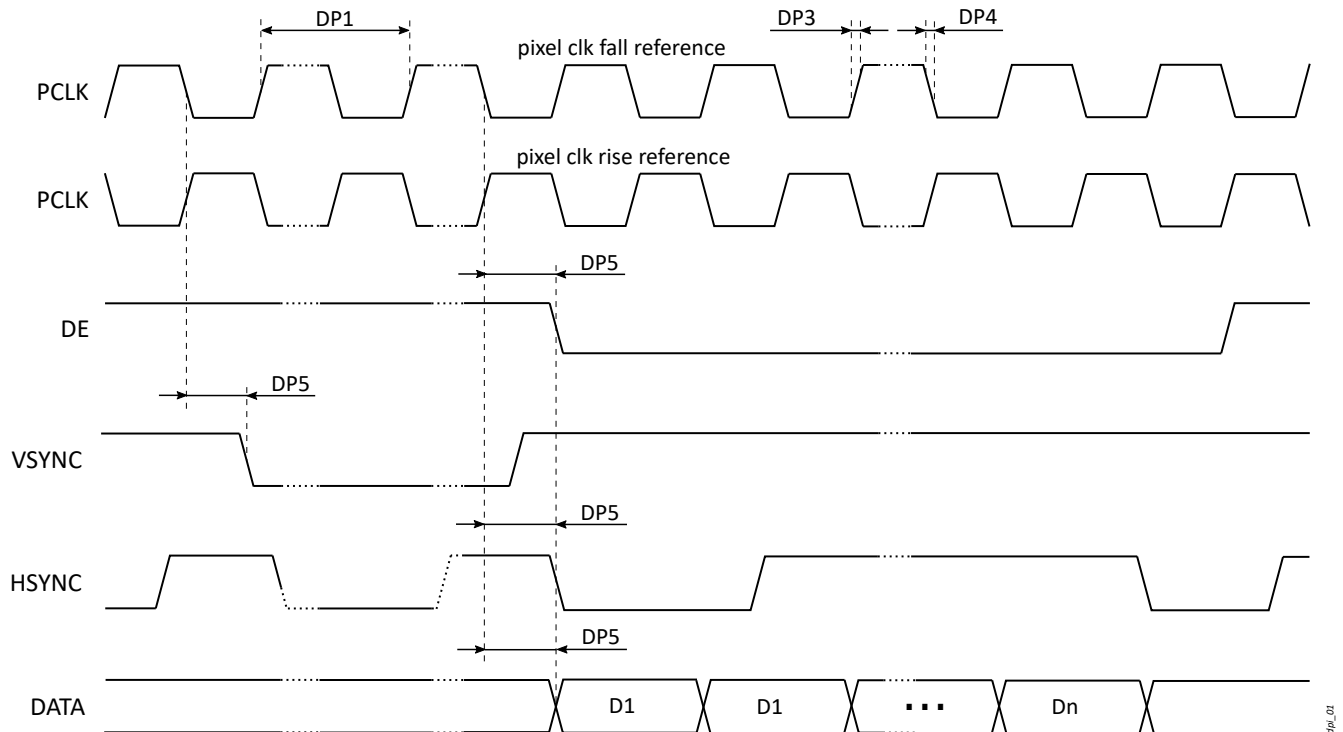 DP1
DP3
DP4
pixel clk fall reference
PCLK
pixel clk rise reference
PCLK
DP5
DE
DP5
VSYNC
DP5
HSYNC
DP5
DATA
D1
D1
...
Dn
dpi_01